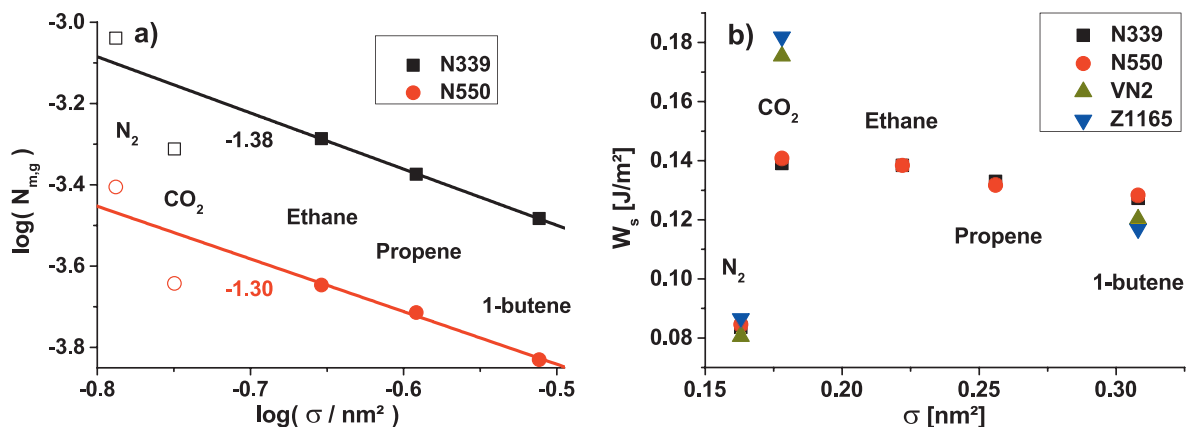 a)
N339
N550
-3.0
-3.2
-3.4
-3.6
-3.8
log( N_m,g )
N₂
-1.38
CO₂
Ethane
Propene
-1.30
1-butene
-0.8
-0.7
-0.6
-0.5
log( σ / nm² )
b)
N339
N550
VN2
Z1165
0.18
0.16
0.14
0.12
0.10
0.08
W_s [J/m²]
CO₂
Ethane
Propene
N₂
1-butene
0.15
0.20
0.25
0.30
σ [nm²]